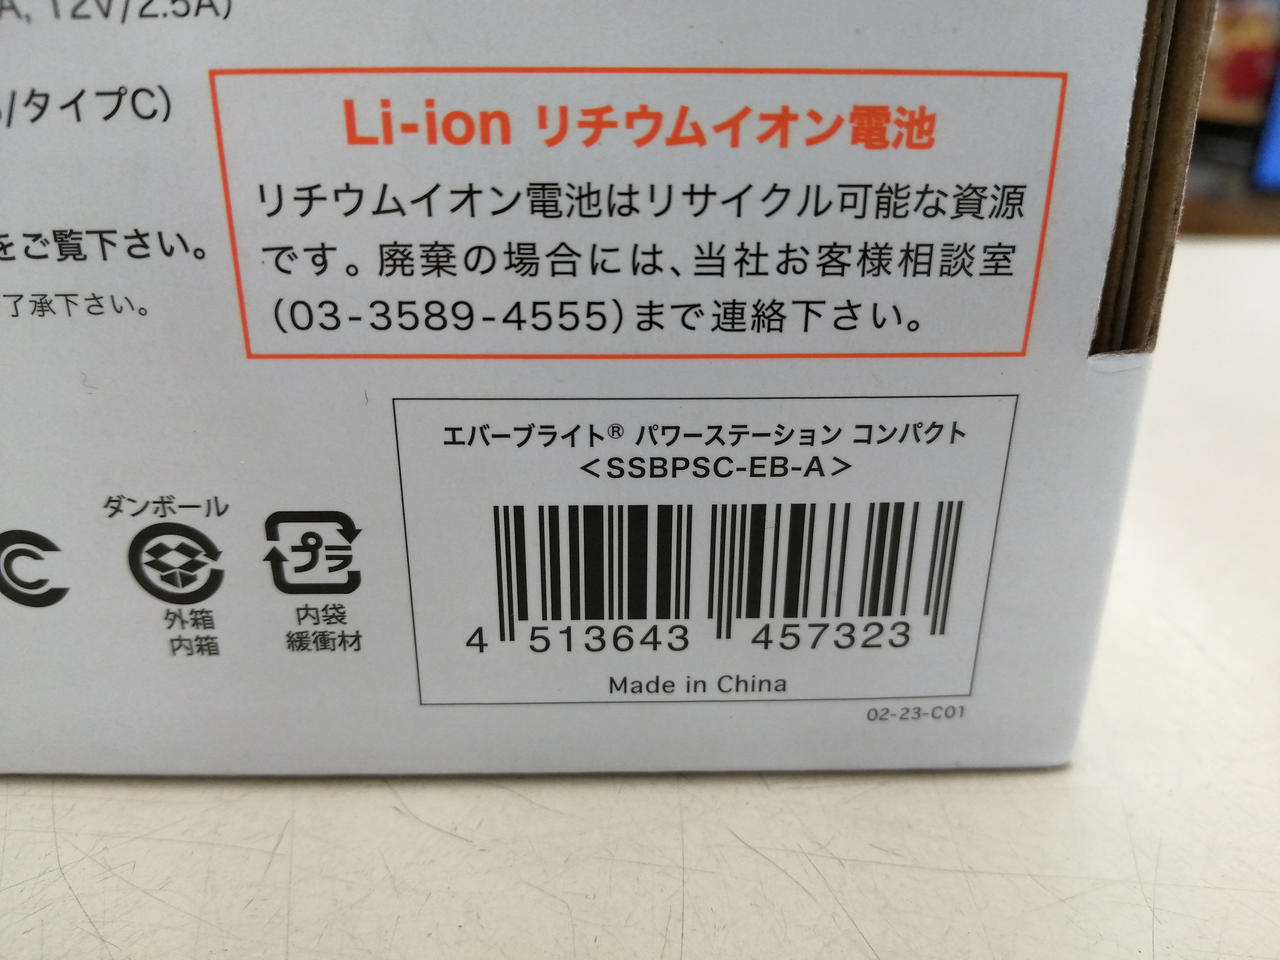 A, 12V/2.5A)
/タイプC)
Li-ion リチウムイオン電池
リチウムイオン電池はリサイクル可能な資源
です。廃棄の場合には、当社お客様相談室
(03-3589-4555)まで連絡下さい。
をご覧下さい。
了承下さい。
エバーブライト® パワーステーション コンパクト
<SSBPSC-EB-A>
4 513643 457323
Made in China
02-23-C01
C
ダンボール
外箱
内箱
プラ
内袋
緩衝材